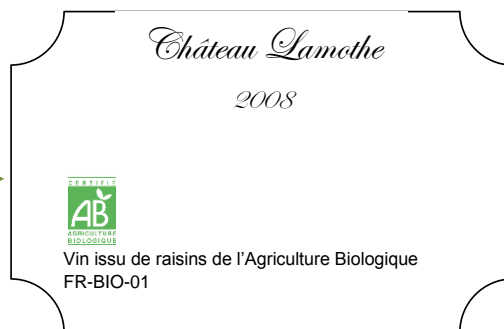 Château Lamothe
2008
CERTIFIÉ
AB
AGRICULTURE
BIOLOGIQUE
Vin issu de raisins de l’Agriculture Biologique
FR-BIO-01